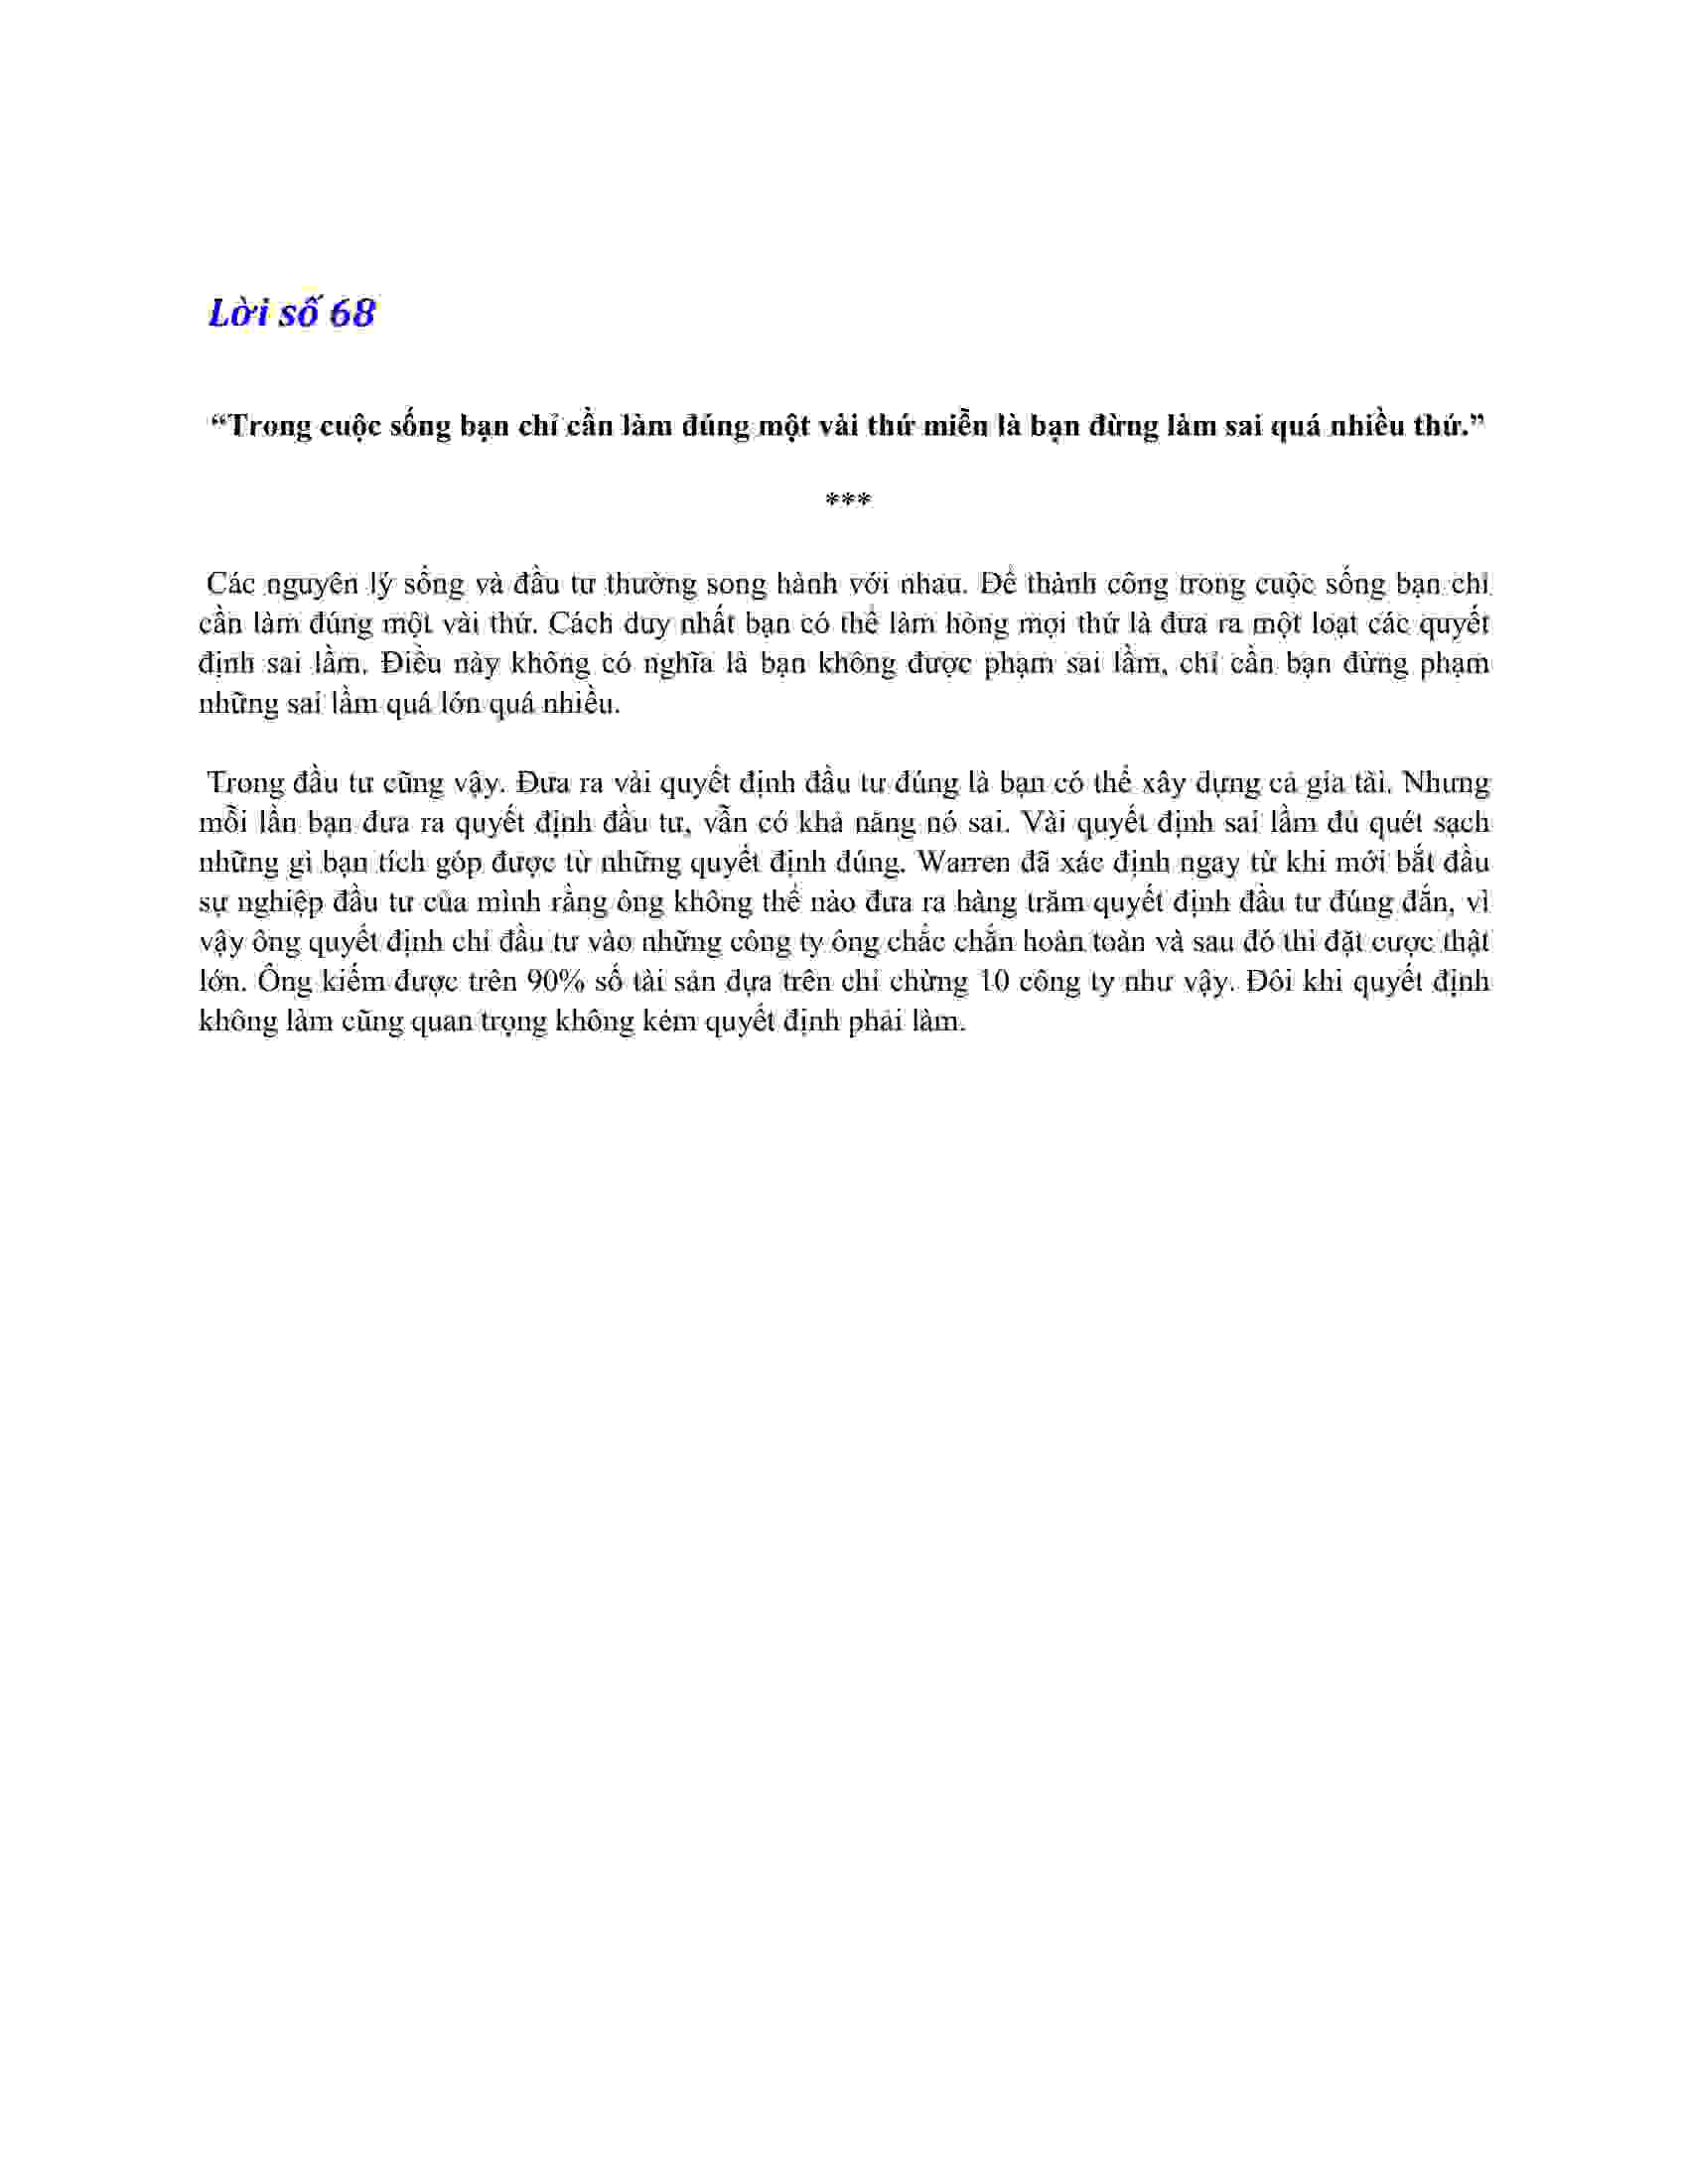 Lời số 68
“Trong cuộc sống bạn chỉ cần làm đúng một vài thứ miễn là bạn đừng làm sai quá nhiều thứ.”
***
Các nguyên lý sống và đầu tư thường song hành với nhau. Để thành công trong cuộc sống bạn chỉ
cần làm đúng một vài thứ. Cách duy nhất bạn có thể làm hỏng mọi thứ là đưa ra một loạt các quyết
định sai lầm. Điều này không có nghĩa là bạn không được phạm sai lầm, chỉ cần bạn đừng phạm
những sai lầm quá lớn quá nhiều.
Trong đầu tư cũng vậy. Đưa ra vài quyết định đầu tư đúng là bạn có thể xây dựng cả gia tài. Nhưng
mỗi lần bạn đưa ra quyết định đầu tư, vẫn có khả năng nó sai. Vài quyết định sai lầm đủ quét sạch
những gì bạn tích góp được từ những quyết định đúng. Warren đã xác định ngay từ khi mới bắt đầu
sự nghiệp đầu tư của mình rằng ông không thể nào đưa ra hàng trăm quyết định đầu tư đúng đắn, vì
vậy ông quyết định chỉ đầu tư vào những công ty ông chắc chắn hoàn toàn và sau đó thì đặt cược thật
lớn. Ông kiếm được trên 90% số tài sản dựa trên chỉ chừng 10 công ty như vậy. Đôi khi quyết định
không làm cũng quan trọng không kém quyết định phải làm.